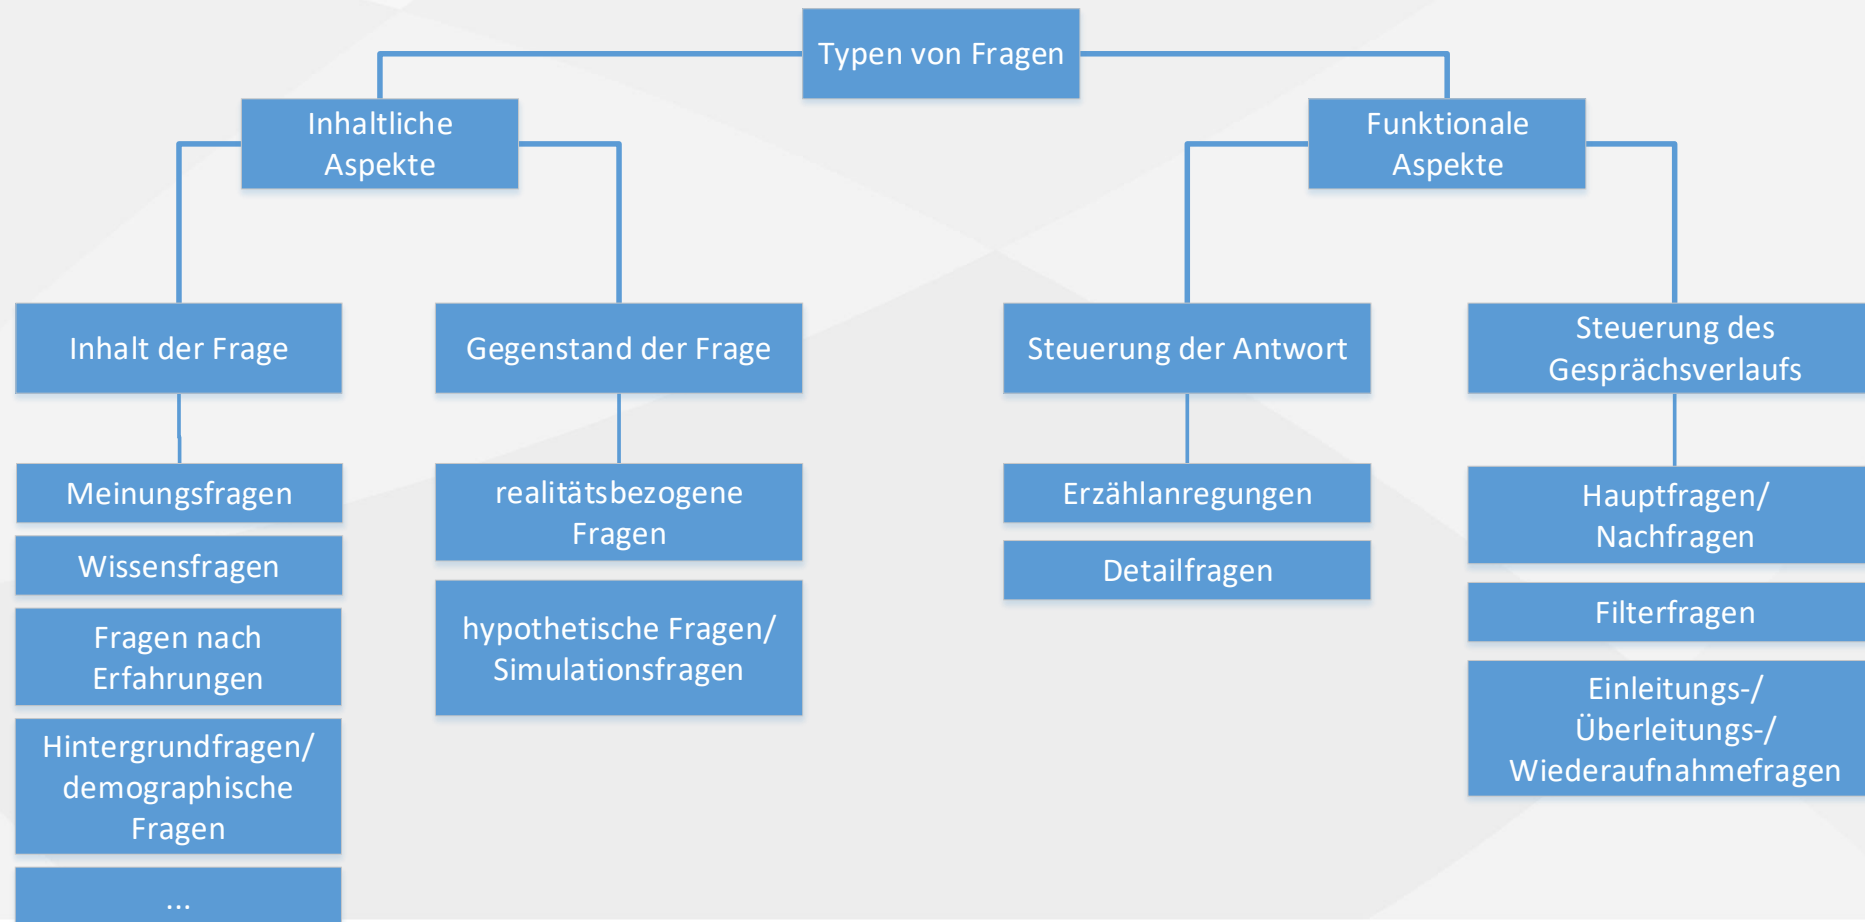 Typen von Fragen
Inhaltliche
Aspekte
Funktionale
Aspekte
Inhalt der Frage
Gegenstand der Frage
Steuerung der Antwort
Steuerung des
Gesprächsverlaufs
Meinungsfragen
Wissensfragen
Fragen nach
Erfahrungen
Hintergrundfragen/
demographische
Fragen
...
realitätsbezogene
Fragen
hypothetische Fragen/
Simulationsfragen
Erzählanregungen
Detailfragen
Hauptfragen/
Nachfragen
Filterfragen
Einleitungs-/
Überleitungs-/
Wiederaufnahmefragen